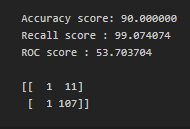 Accuracy score: 90.000000
Recall score : 99.074074
ROC score : 53.703704
[[  1  11]
 [  1 107]]